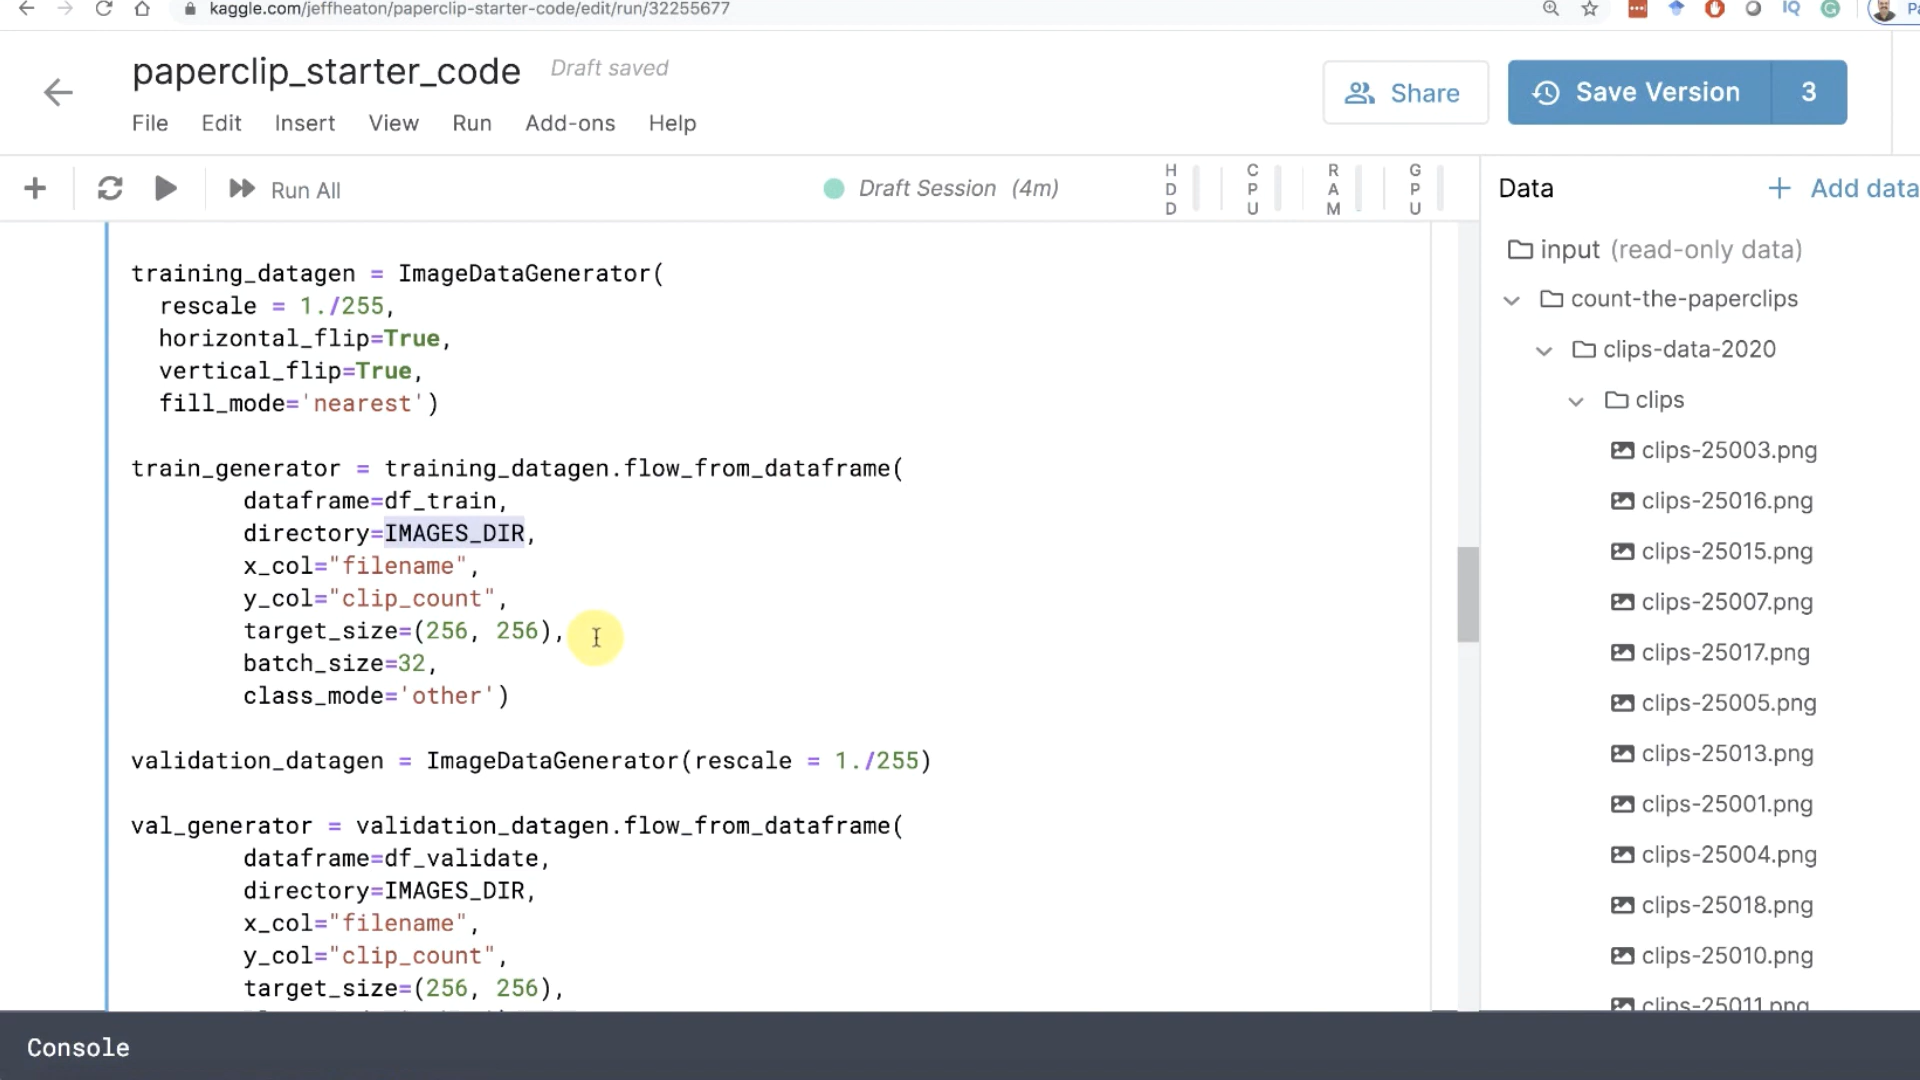 kaggle.com/jeffheaton/paperclip-starter-code/edit/run/32255677
IQ
G
paperclip_starter_code Draft saved
File Edit Insert View Run Add-ons Help
Share
Save Version 3
Run All
Draft Session (4m)
HDD CPU RAM GPU
training_datagen = ImageDataGenerator(
  rescale = 1./255,
  horizontal_flip=True,
  vertical_flip=True,
  fill_mode='nearest')
train_generator = training_datagen.flow_from_dataframe(
        dataframe=df_train,
        directory=IMAGES_DIR,
        x_col="filename",
        y_col="clip_count",
        target_size=(256, 256),
        batch_size=32,
        class_mode='other')
validation_datagen = ImageDataGenerator(rescale = 1./255)
val_generator = validation_datagen.flow_from_dataframe(
        dataframe=df_validate,
        directory=IMAGES_DIR,
        x_col="filename",
        y_col="clip_count",
        target_size=(256, 256),
Data + Add data
input (read-only data)
count-the-paperclips
clips-data-2020
clips
clips-25003.png
clips-25016.png
clips-25015.png
clips-25007.png
clips-25017.png
clips-25005.png
clips-25013.png
clips-25001.png
clips-25004.png
clips-25018.png
clips-25010.png
clips-25011.png
Console